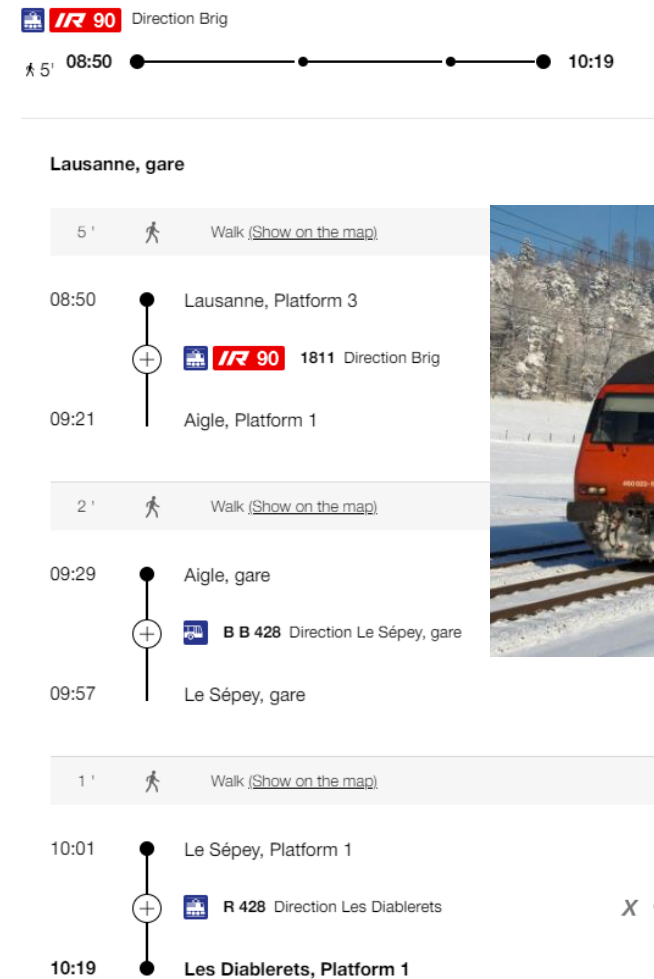 IR 90 Direction Brig
5' 08:50 10:19
Lausanne, gare
5 ' Walk (Show on the map)
08:50 Lausanne, Platform 3
IR 90 1811 Direction Brig
09:21 Aigle, Platform 1
2 ' Walk (Show on the map)
09:29 Aigle, gare
B B 428 Direction Le Sépey, gare
09:57 Le Sépey, gare
1 ' Walk (Show on the map)
10:01 Le Sépey, Platform 1
R 428 Direction Les Diablerets X
10:19 Les Diablerets, Platform 1